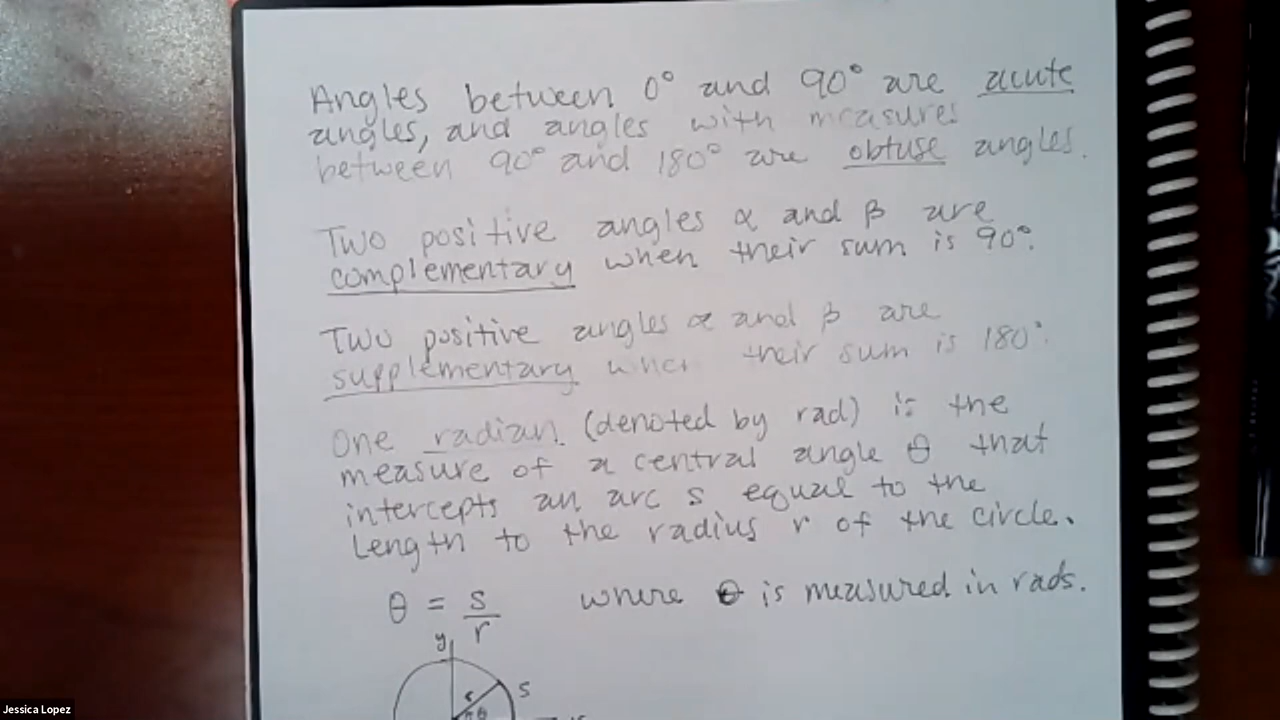 Angles between 0° and 90° are acute
angles, and angles with measures
between 90° and 180° are obtuse angles.
Two positive angles α and β are
complementary when their sum is 90°.
Two positive angles α and β are
supplementary when their sum is 180°.
One radian (denoted by rad) is the
measure of a central angle θ that
intercepts an arc s equal to the
length to the radius r of the circle.
θ = s/r where θ is measured in rads.
y
s
r
θ
Jessica Lopez